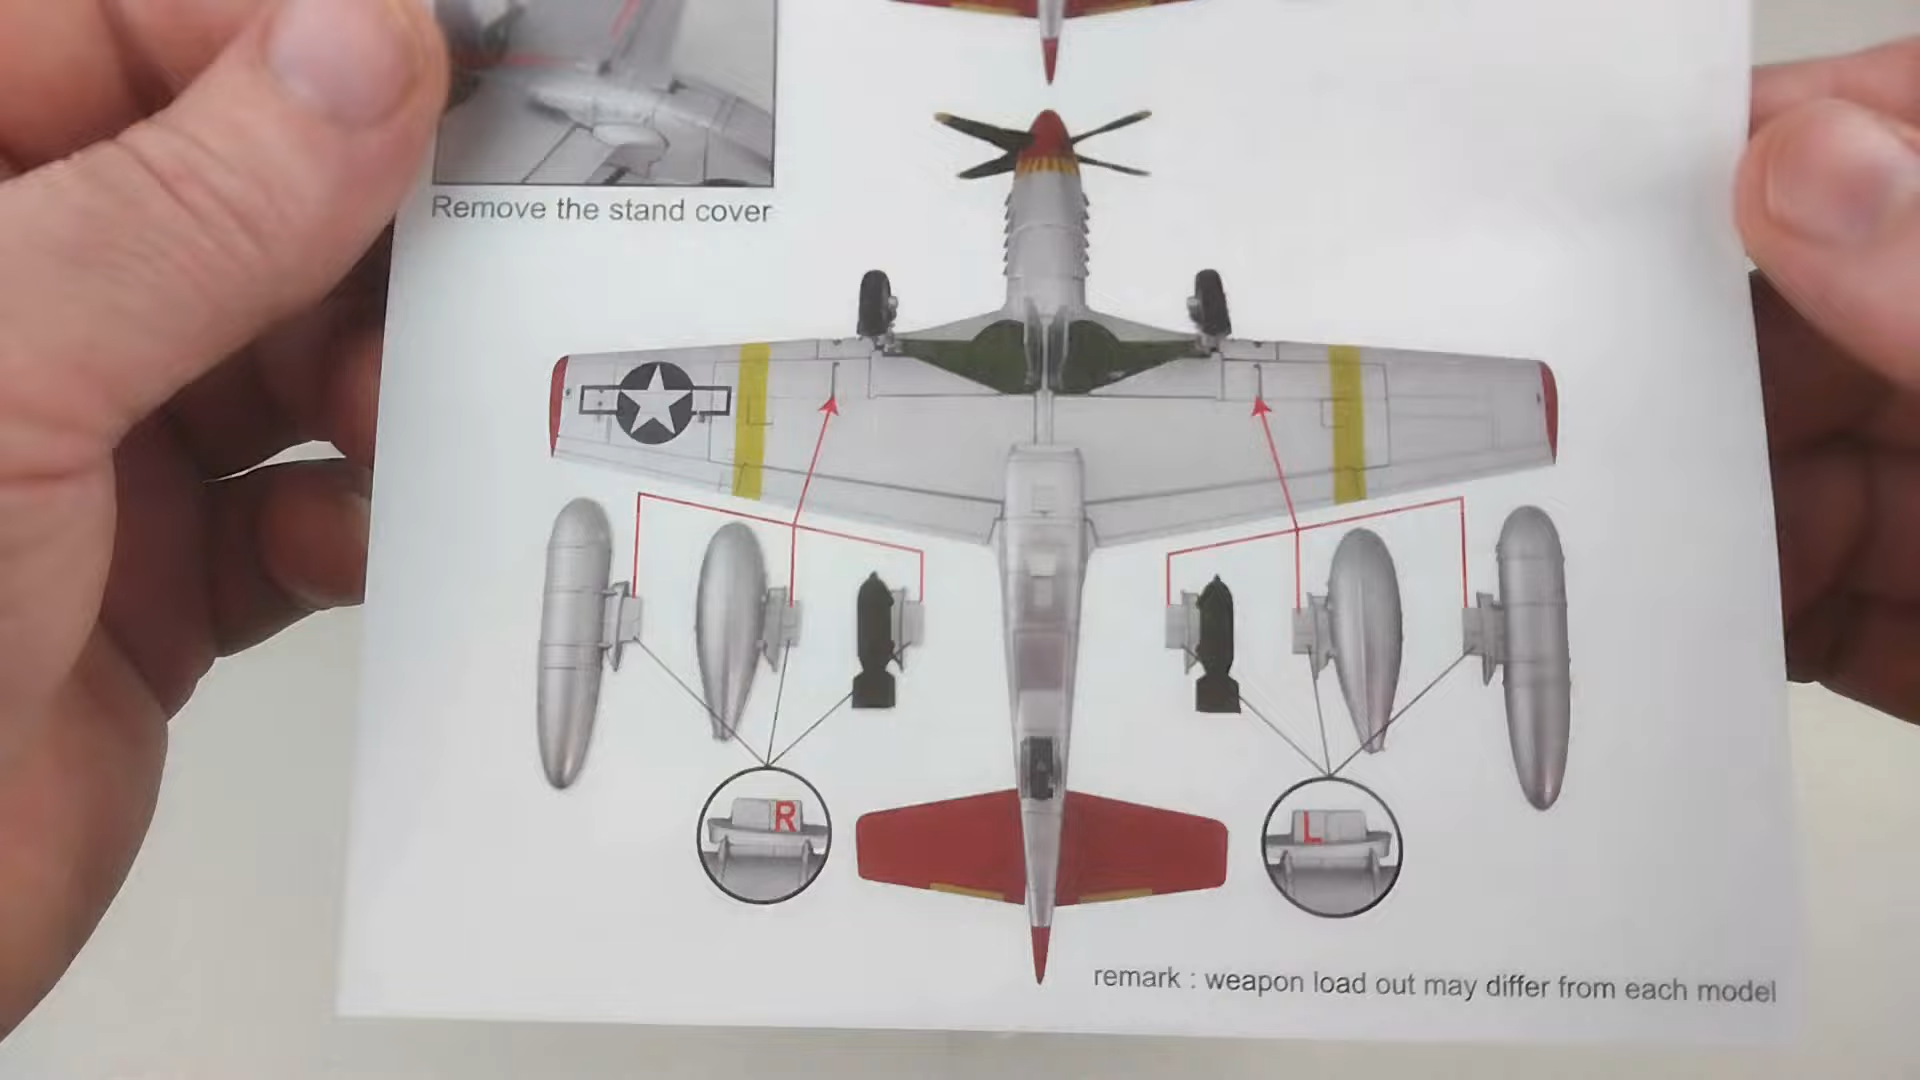 Remove the stand cover
R
L
remark : weapon load out may differ from each model